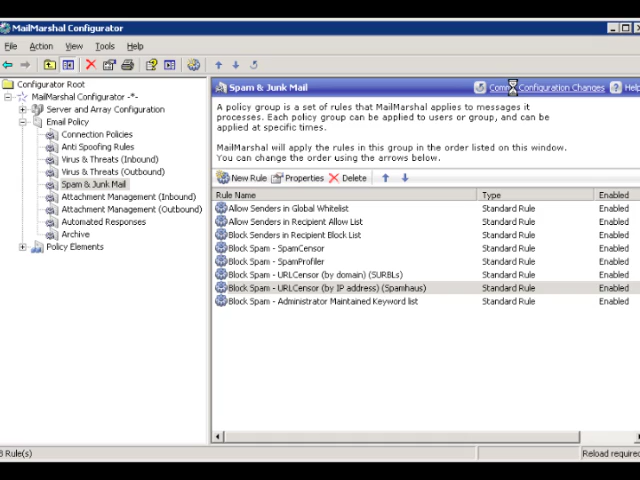 MailMarshal Configurator
File Action View Tools Help
Configurator Root
MailMarshal Configurator -*-
Server and Array Configuration
Email Policy
Connection Policies
Anti Spoofing Rules
Virus & Threats (Inbound)
Virus & Threats (Outbound)
Spam & Junk Mail
Attachment Management (Inbound)
Attachment Management (Outbound)
Automated Responses
Archive
Policy Elements
Spam & Junk Mail
Configuration Changes Help
A policy group is a set of rules that MailMarshal applies to messages it
processes. Each policy group can be applied to users or group, and can be
applied at specific times.
MailMarshal will apply the rules in this group in the order listed on this window.
You can change the order using the arrows below.
New Rule Properties Delete
Rule Name Type Enabled
Allow Senders in Global Whitelist Standard Rule Enabled
Allow Senders in Recipient Allow List Standard Rule Enabled
Block Senders in Recipient Block List Standard Rule Enabled
Block Spam - SpamCensor Standard Rule Enabled
Block Spam - SpamProfiler Standard Rule Enabled
Block Spam - URLCensor (by domain) (SURBLs) Standard Rule Enabled
Block Spam - URLCensor (by IP address) (Spamhaus) Standard Rule Enabled
Block Spam - Administrator Maintained Keyword list Standard Rule Enabled
8 Rule(s) Reload required